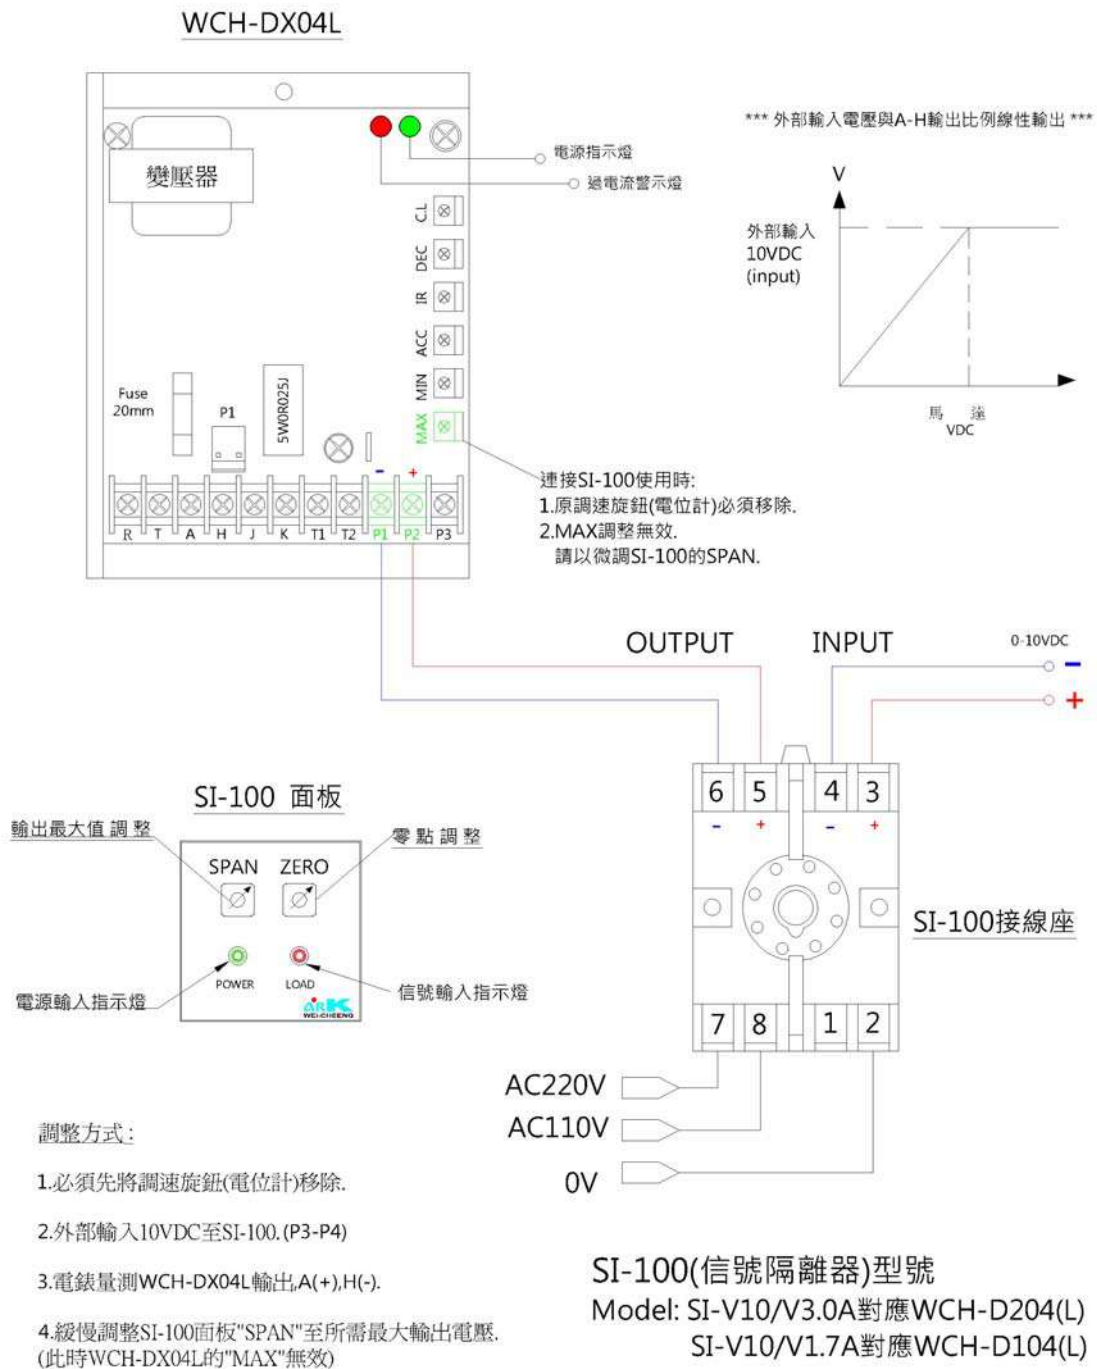 WCH-DX04L
變壓器
電源指示燈
過電流警示燈
C.L
DEC
IR
ACC
MIN
MAX
Fuse
20mm
P1
5W0R025J
- +
R T A H J K T1 T2 P1 P2 P3
*** 外部輸入電壓與A-H輸出比例線性輸出 ***
V
外部輸入
10VDC
(input)
馬達
VDC
連接SI-100使用時:
1.原調速旋鈕(電位計)必須移除.
2.MAX調整無效.
請以微調SI-100的SPAN.
OUTPUT INPUT
0-10VDC
-
+
6 5 4 3
- + - +
SI-100接線座
7 8 1 2
AC220V
AC110V
0V
SI-100 面板
輸出最大值調整
零點調整
SPAN ZERO
POWER LOAD
電源輸入指示燈
信號輸入指示燈
ARK
WEI-CHEENG
調整方式:
1.必須先將調速旋鈕(電位計)移除.
2.外部輸入10VDC至SI-100.(P3-P4)
3.電錶量測WCH-DX04L輸出,A(+),H(-).
4.緩慢調整SI-100面板"SPAN"至所需最大輸出電壓.
(此時WCH-DX04L的"MAX"無效)
SI-100(信號隔離器)型號
Model: SI-V10/V3.0A對應WCH-D204(L)
SI-V10/V1.7A對應WCH-D104(L)